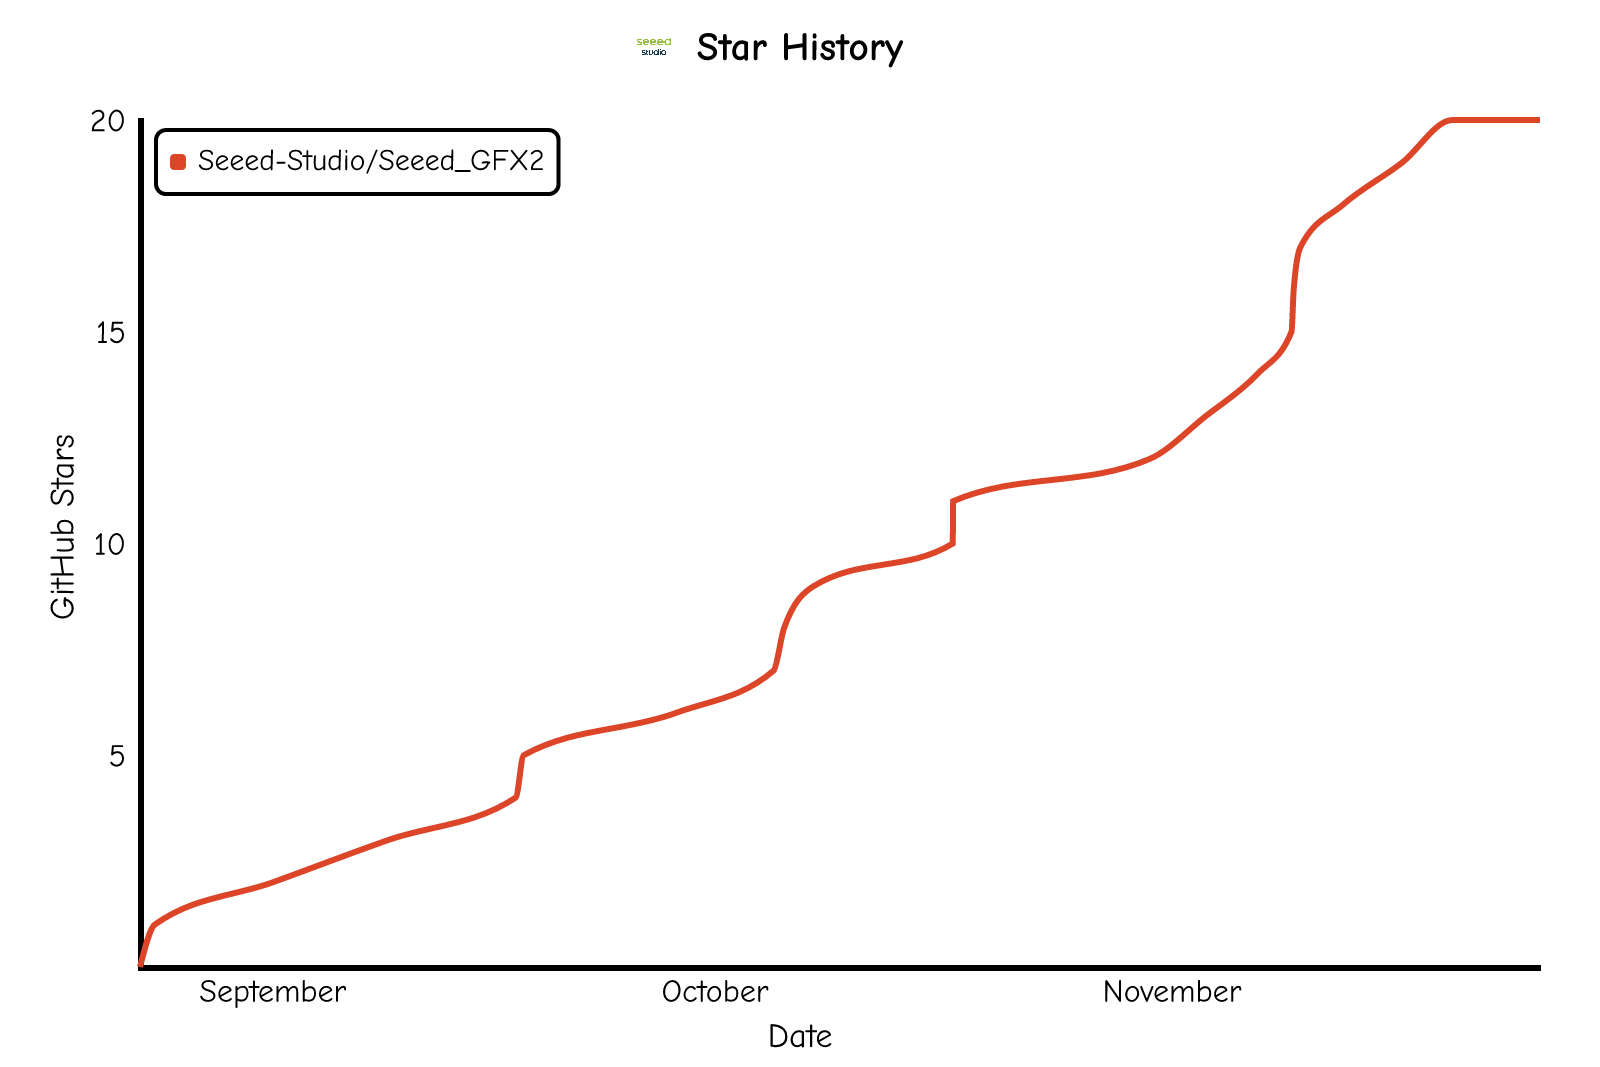 seeed
studio
Star History
20
Seeed-Studio/Seeed_GFX2
15
10
5
GitHub Stars
September
October
November
Date